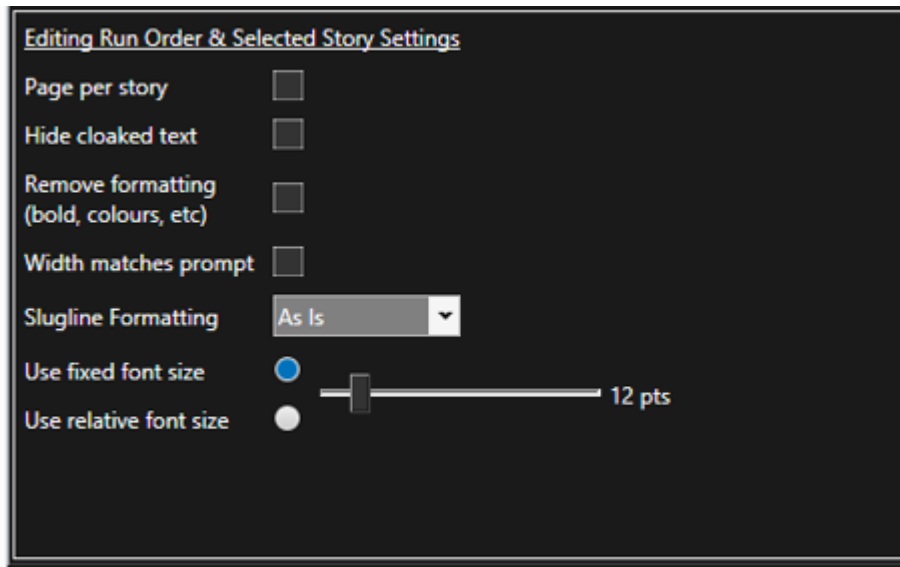 Editing Run Order & Selected Story Settings
Page per story
Hide cloaked text
Remove formatting
(bold, colours, etc)
Width matches prompt
Slugline Formatting
As Is
Use fixed font size
12 pts
Use relative font size